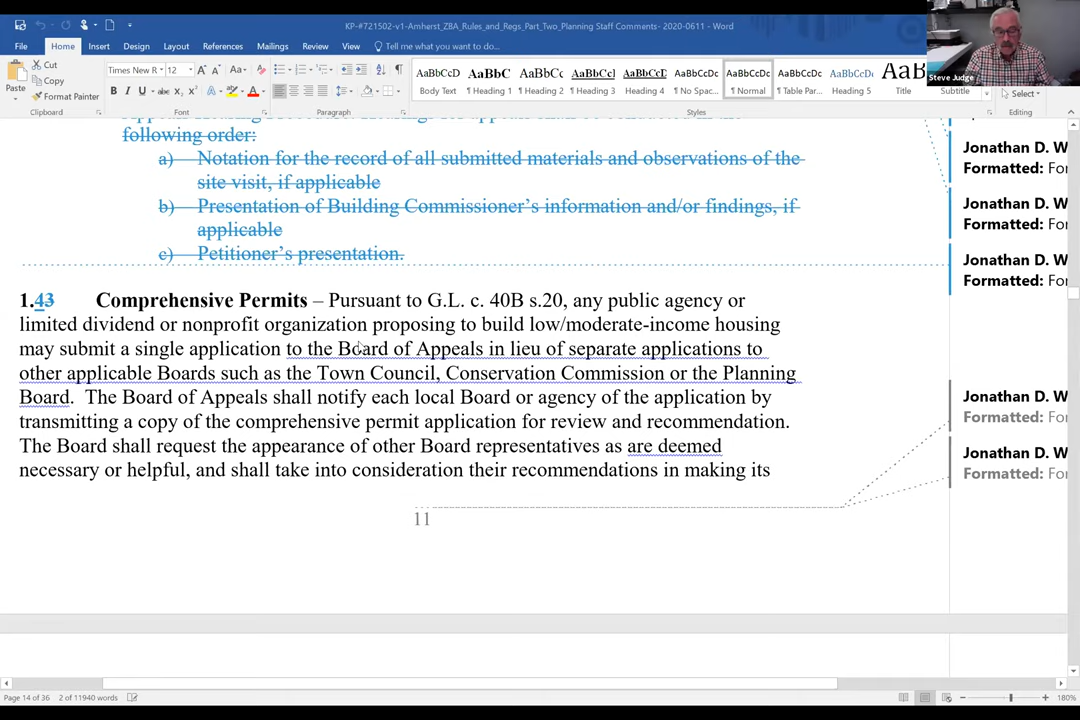 KP-#721502-v1-Amherst_ZBA_Rules_and_Regs_Part_Two_Planning Staff Comments- 2020-0611 - Word
File Home Insert Design Layout References Mailings Review View Tell me what you want to do...
Cut
Copy
Format Painter
Paste
Times New R 12
AaBbCcD AaBbC AaBbCc AaBbCcI AaBbCcE AaBbCcDc AaBbCcDc AaBbCcDc AaBbCcDc AaB
Body Text ¶ Heading 1 ¶ Heading 2 ¶ Heading 3 ¶ Heading 4 ¶ No Spac... ¶ Normal ¶ Table Par... Heading 5 Title Subtitle
Select
Clipboard Font Paragraph Styles Editing
Steve Judge
following order:
a) Notation for the record of all submitted materials and observations of the
site visit, if applicable
b) Presentation of Building Commissioner's information and/or findings, if
applicable
c) Petitioner's presentation.
1.43 Comprehensive Permits – Pursuant to G.L. c. 40B s.20, any public agency or
limited dividend or nonprofit organization proposing to build low/moderate-income housing
may submit a single application to the Board of Appeals in lieu of separate applications to
other applicable Boards such as the Town Council, Conservation Commission or the Planning
Board. The Board of Appeals shall notify each local Board or agency of the application by
transmitting a copy of the comprehensive permit application for review and recommendation.
The Board shall request the appearance of other Board representatives as are deemed
necessary or helpful, and shall take into consideration their recommendations in making its
11
Jonathan D. W
Formatted: For
Jonathan D. W
Formatted: For
Jonathan D. W
Formatted: For
Jonathan D. W
Formatted: For
Jonathan D. W
Formatted: For
Page 14 of 36 2 of 11940 words
180%